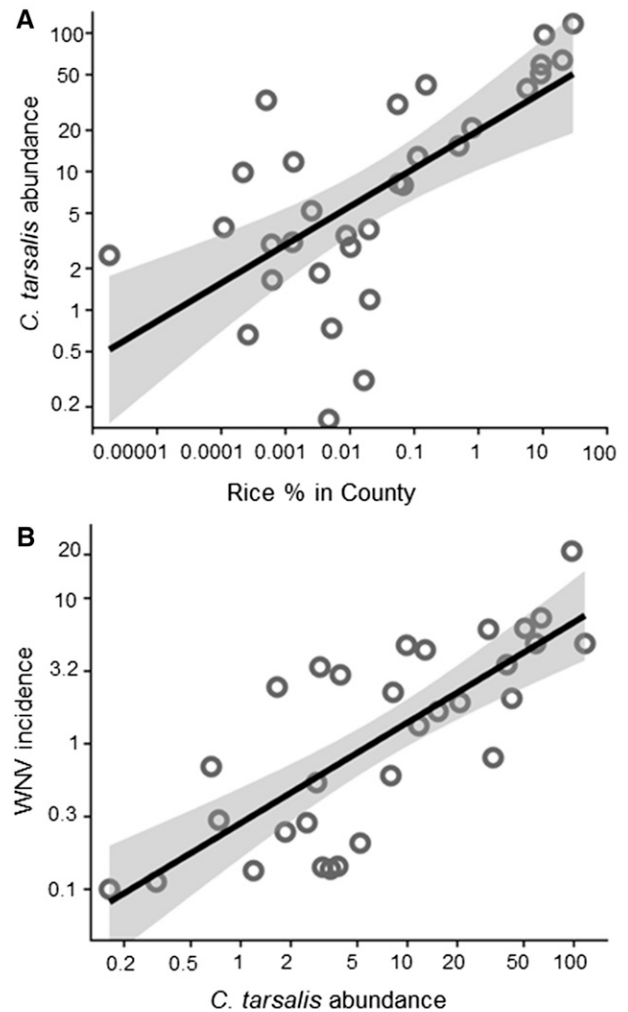 A
C. tarsalis abundance
100
50
20
10
5
2
1
0.5
0.2
0.00001 0.0001 0.001 0.01 0.1 1 10 100
Rice % in County
B
WNV incidence
20
10
3.2
1
0.3
0.1
0.2 0.5 1 2 5 10 20 50 100
C. tarsalis abundance